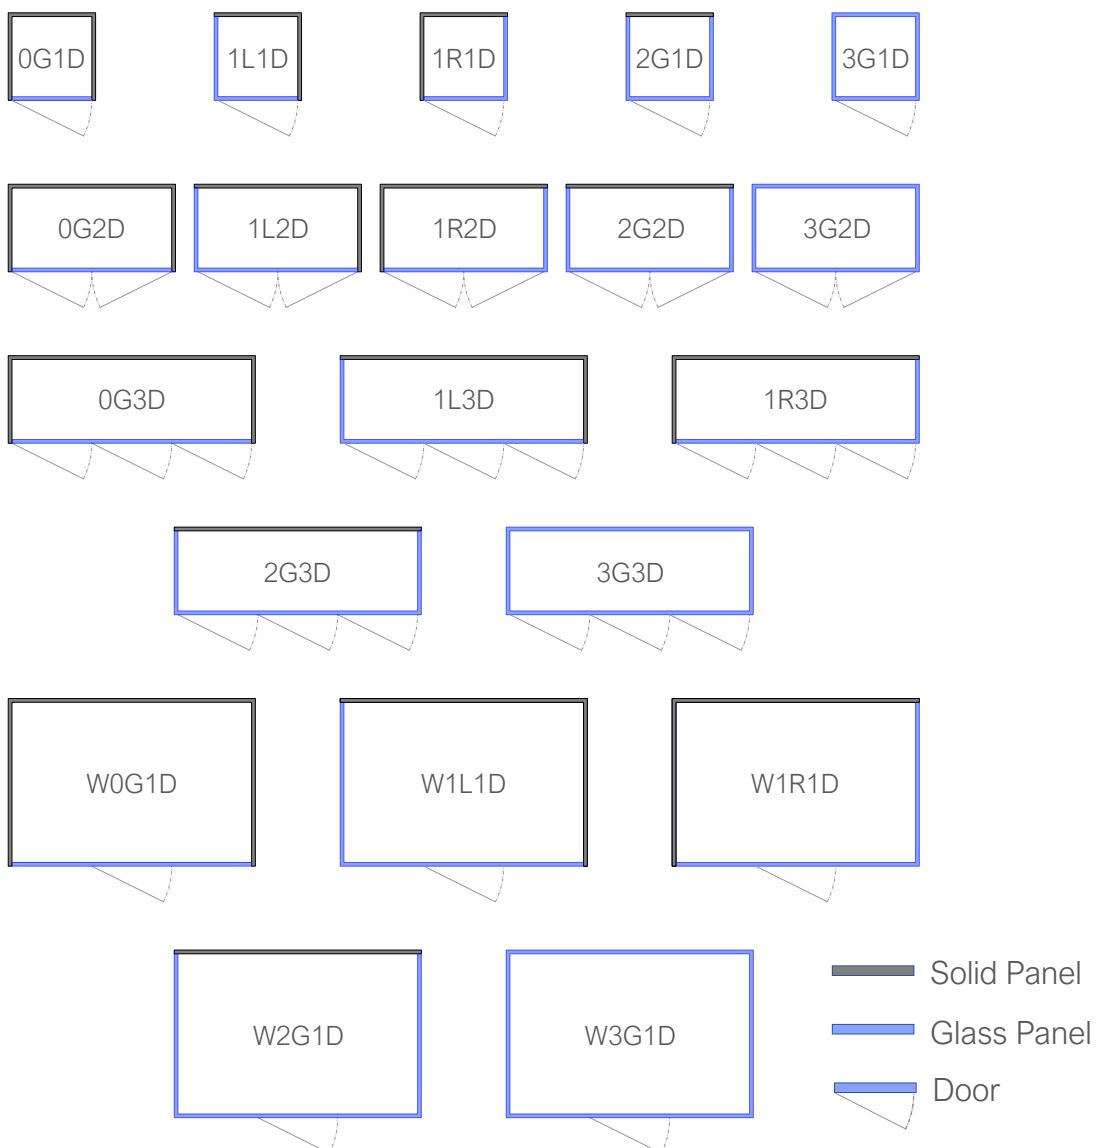 0G1D
1L1D
1R1D
2G1D
3G1D
0G2D
1L2D
1R2D
2G2D
3G2D
0G3D
1L3D
1R3D
2G3D
3G3D
W0G1D
W1L1D
W1R1D
W2G1D
W3G1D
Solid Panel
Glass Panel
Door